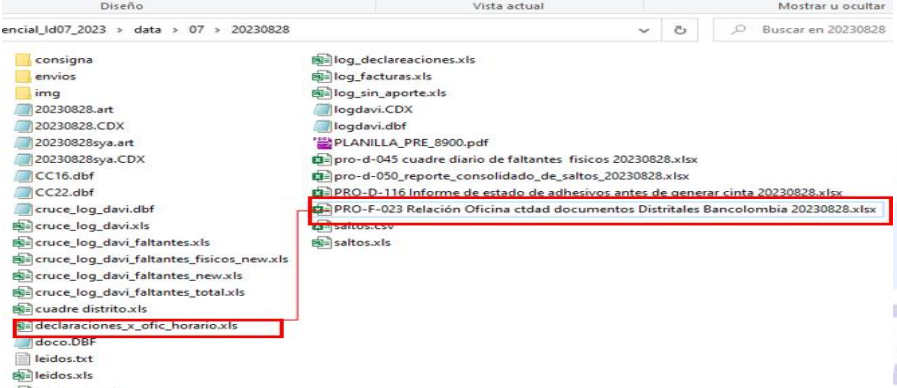 Diseño
Vista actual
Mostrar u ocultar
encial_ld07_2023 > data > 07 > 20230828
Buscar en 20230828
consigna
envios
img
20230828.art
20230828.CDX
20230828sya.art
20230828sya.CDX
CC16.dbf
CC22.dbf
cruce_log_davi.dbf
cruce_log_davi.xls
cruce_log_davi_faltantes.xls
cruce_log_davi_faltantes_fisicos_new.xls
cruce_log_davi_faltantes_new.xls
cruce_log_davi_faltantes_total.xls
cuadre distrito.xls
declaraciones_x_ofic_horario.xls
doco.DBF
leidos.txt
leidos.xls
log_declareaciones.xls
log_facturas.xls
log_sin_aporte.xls
logdavi.CDX
logdavi.dbf
PLANILLA_PRE_8900.pdf
pro-d-045 cuadre diario de faltantes fisicos 20230828.xlsx
pro-d-050_reporte_consolidado_de_saltos_20230828.xlsx
PRO-D-116 Informe de estado de adhesivos antes de generar cinta 20230828.xlsx
PRO-F-023 Relación Oficina ctdad documentos Distritales Bancolombia 20230828.xlsx
saltos.csv
saltos.xls